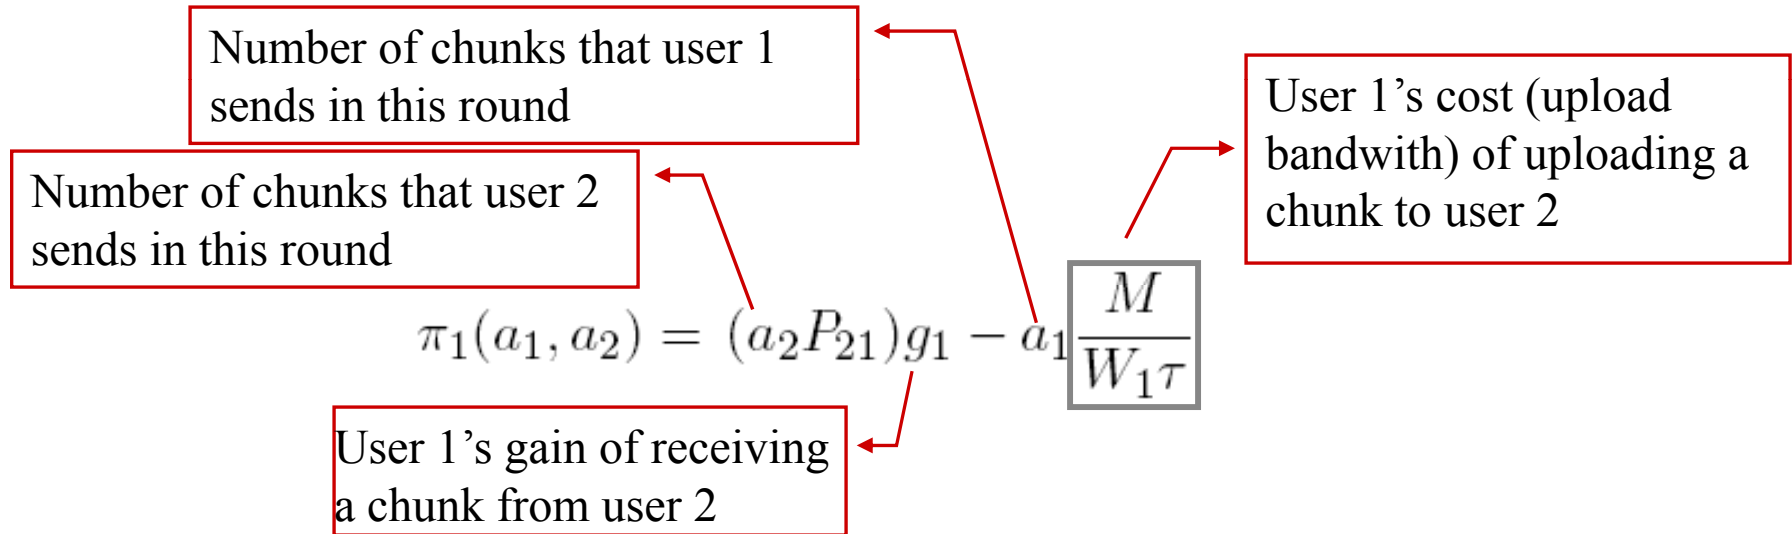 Number of chunks that user 1
sends in this round
User 1’s cost (upload
bandwith) of uploading a
chunk to user 2
Number of chunks that user 2
sends in this round
π₁(a₁, a₂) = (a₂P₂₁)g₁ − a₁ M/(W₁τ)
User 1’s gain of receiving
a chunk from user 2